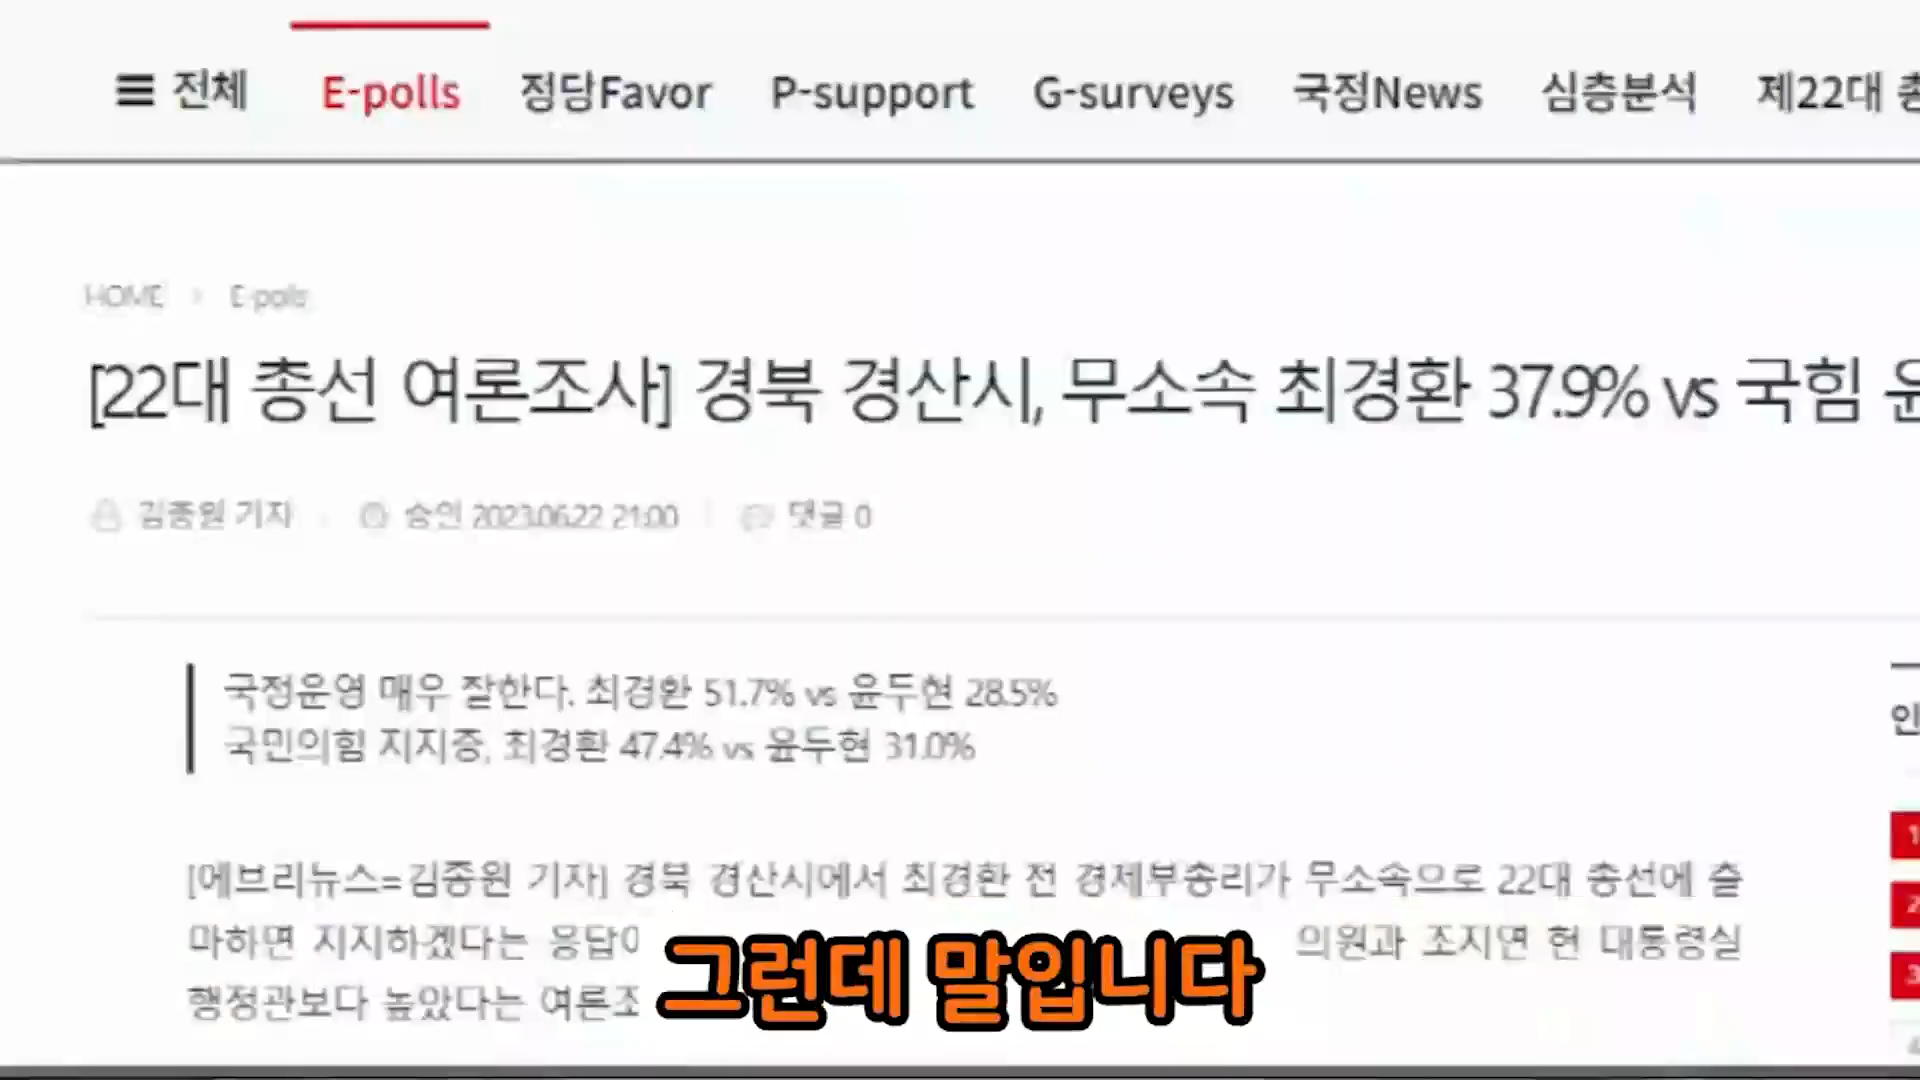 전체 E-polls 정당Favor P-support G-surveys 국정News 심층분석 제22대
HOME > E-polls
[22대 총선 여론조사] 경북 경산시, 무소속 최경환 37.9% vs 국힘
김종원 기자 승인 2023.06.22 21:00 댓글 0
국정운영 매우 잘한다. 최경환 51.7% vs 윤두현 28.5%
국민의힘 지지층, 최경환 47.4% vs 윤두현 31.0%
[에브리뉴스=김종원 기자] 경북 경산시에서 최경환 전 경제부총리가 무소속으로 22대 총선에 출
마하면 지지하겠다는 응답이 의원과 조지연 현 대통령실
행정관보다 높았다는 여론조
그런데 말입니다